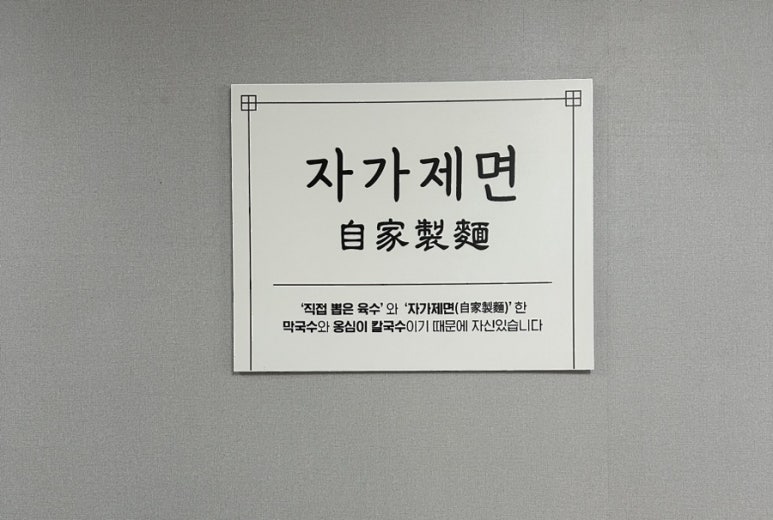 자가제면
自家製麵
‘직접 뽑은 육수’ 와 ‘자가제면(自家製麵)’ 한
막국수와 옹심이 칼국수이기 때문에 자신있습니다